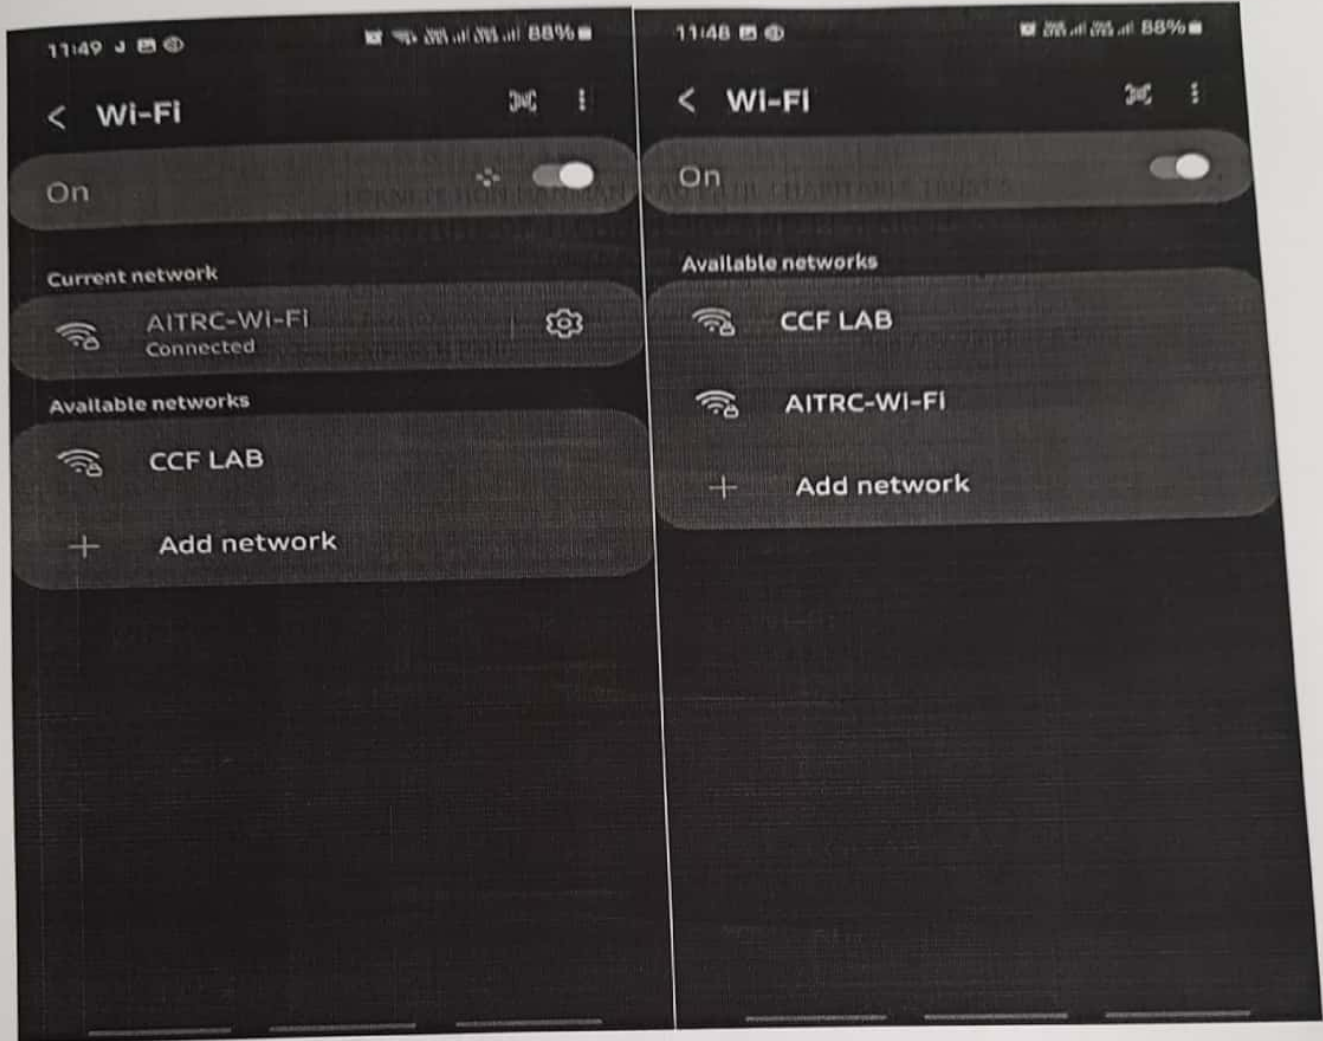 11:49
88%
Wi-Fi
On
Current network
AITRC-Wi-Fi
Connected
Available networks
CCF LAB
Add network
11:48
88%
Wi-Fi
On
Available networks
CCF LAB
AITRC-Wi-Fi
Add network